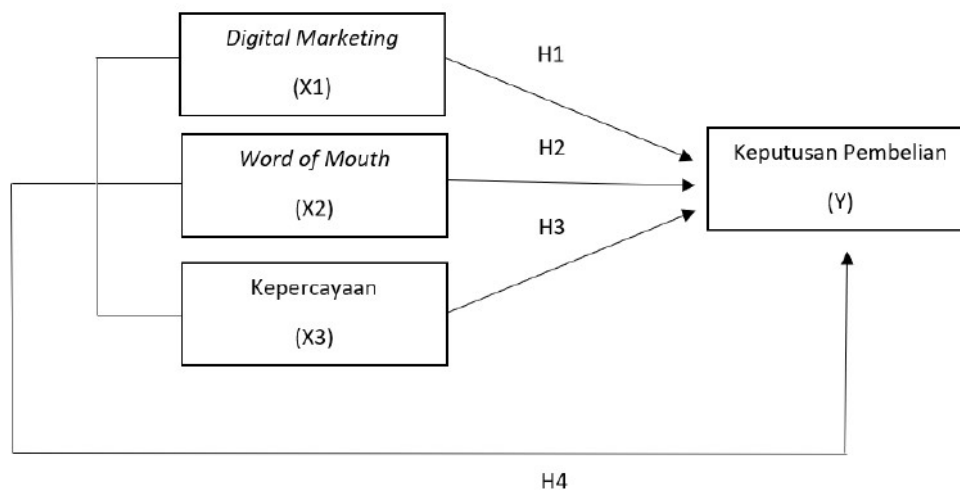 Digital Marketing
(X1)
H1
Word of Mouth
(X2)
H2
Keputusan Pembelian
(Y)
H3
Kepercayaan
(X3)
H4